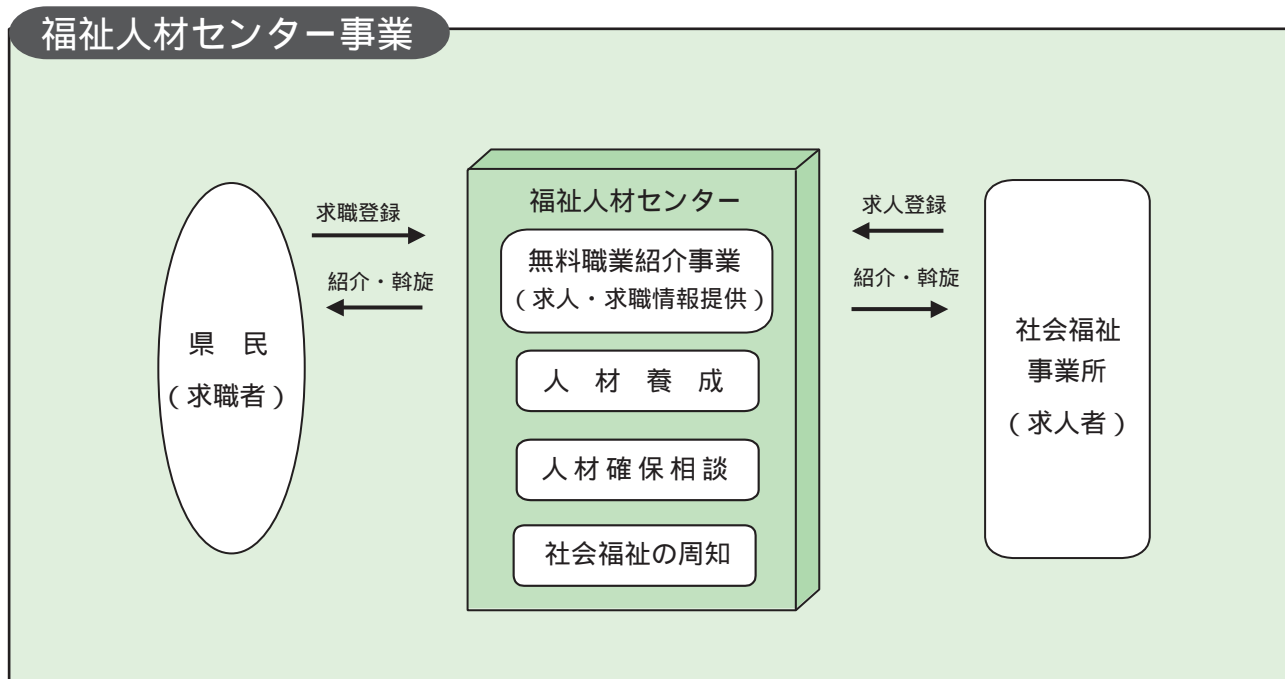 福祉人材センター事業
福祉人材センター
求職登録
紹介・斡旋
県　民
(求職者)
無料職業紹介事業
(求人・求職情報提供)
人　材　養　成
人材確保相談
社会福祉の周知
求人登録
紹介・斡旋
社会福祉
事業所
(求人者)